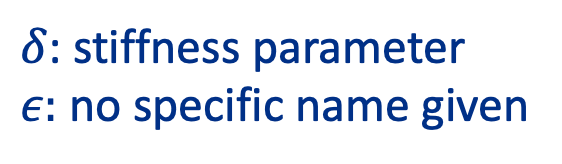 δ: stiffness parameter
ϵ: no specific name given